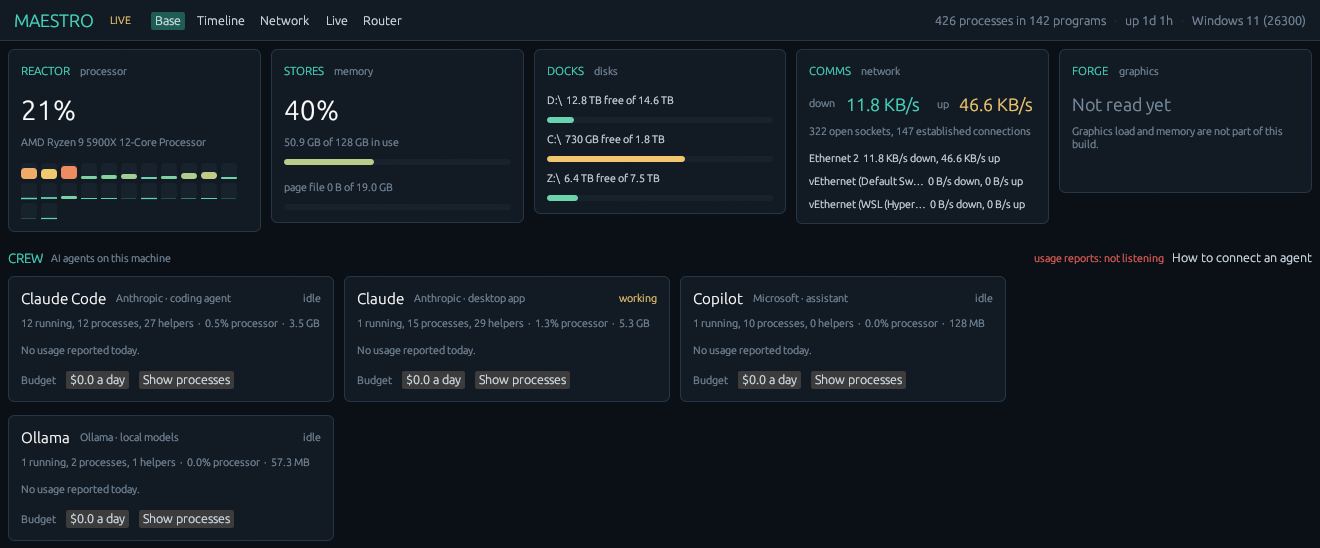 MAESTRO LIVE Base Timeline Network Live Router 426 processes in 142 programs · up 1d 1h · Windows 11 (26300)
REACTOR processor
21%
AMD Ryzen 9 5900X 12-Core Processor
STORES memory
40%
50.9 GB of 128 GB in use
page file 0 B of 19.0 GB
DOCKS disks
D:\ 12.8 TB free of 14.6 TB
C:\ 730 GB free of 1.8 TB
Z:\ 6.4 TB free of 7.5 TB
COMMS network
down 11.8 KB/s up 46.6 KB/s
322 open sockets, 147 established connections
Ethernet 2 11.8 KB/s down, 46.6 KB/s up
vEthernet (Default Sw... 0 B/s down, 0 B/s up
vEthernet (WSL (Hyper... 0 B/s down, 0 B/s up
FORGE graphics
Not read yet
Graphics load and memory are not part of this
build.
CREW AI agents on this machine usage reports: not listening How to connect an agent
Claude Code Anthropic · coding agent idle
12 running, 12 processes, 27 helpers · 0.5% processor · 3.5 GB
No usage reported today.
Budget $0.0 a day Show processes
Claude Anthropic · desktop app working
1 running, 15 processes, 29 helpers · 1.3% processor · 5.3 GB
No usage reported today.
Budget $0.0 a day Show processes
Copilot Microsoft · assistant idle
1 running, 10 processes, 0 helpers · 0.0% processor · 128 MB
No usage reported today.
Budget $0.0 a day Show processes
Ollama Ollama · local models idle
1 running, 2 processes, 1 helpers · 0.0% processor · 57.3 MB
No usage reported today.
Budget $0.0 a day Show processes